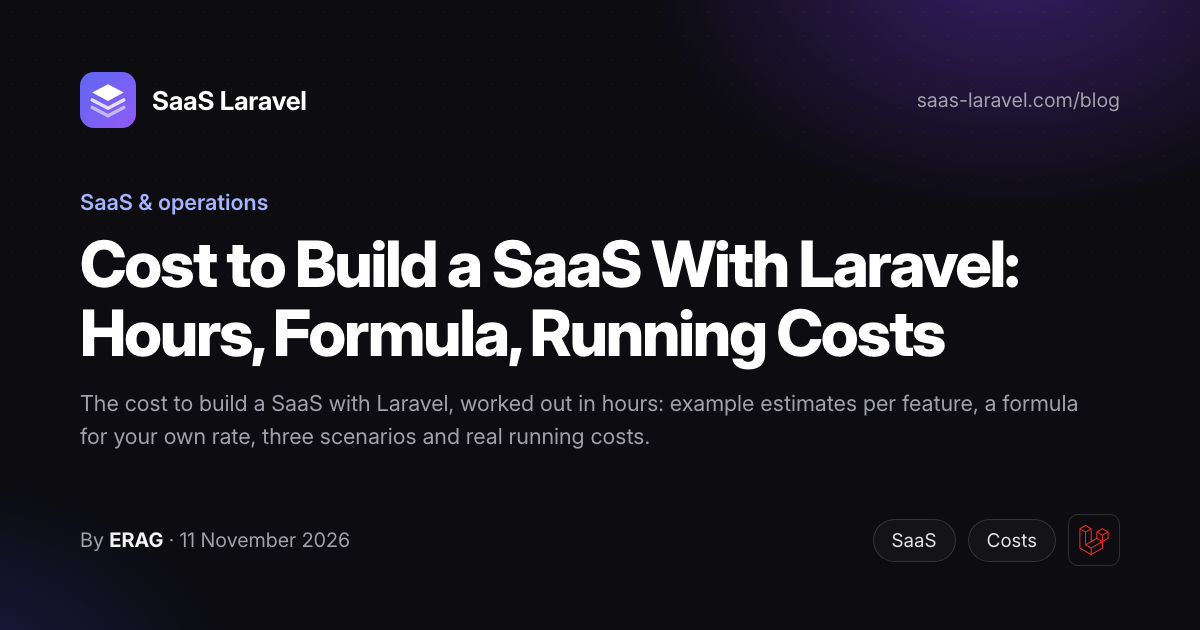 SaaS Laravel
saas-laravel.com/blog
SaaS & operations
Cost to Build a SaaS With Laravel:
Hours, Formula, Running Costs
The cost to build a SaaS with Laravel, worked out in hours: example estimates per feature, a formula
for your own rate, three scenarios and real running costs.
By ERAG · 11 November 2026
SaaS
Costs